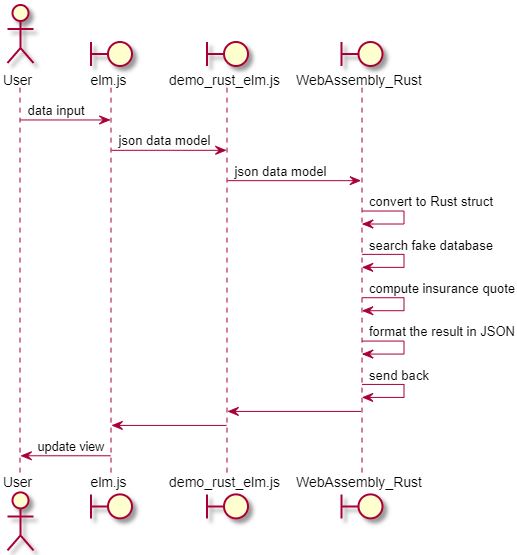 User
elm.js
demo_rust_elm.js
WebAssembly_Rust
data input
json data model
json data model
convert to Rust struct
search fake database
compute insurance quote
format the result in JSON
send back
update view
User
elm.js
demo_rust_elm.js
WebAssembly_Rust